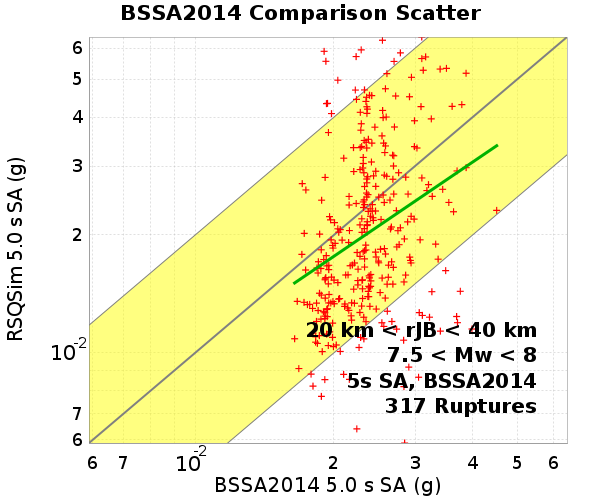 BSSA2014 Comparison Scatter
6
5
4
3
2
10-2
7
6
RSQSim 5.0 s SA (g)
20 km < rJB < 40 km
7.5 < Mw < 8
5s SA, BSSA2014
317 Ruptures
6 7 10-2 2 3 4 5 6
BSSA2014 5.0 s SA (g)